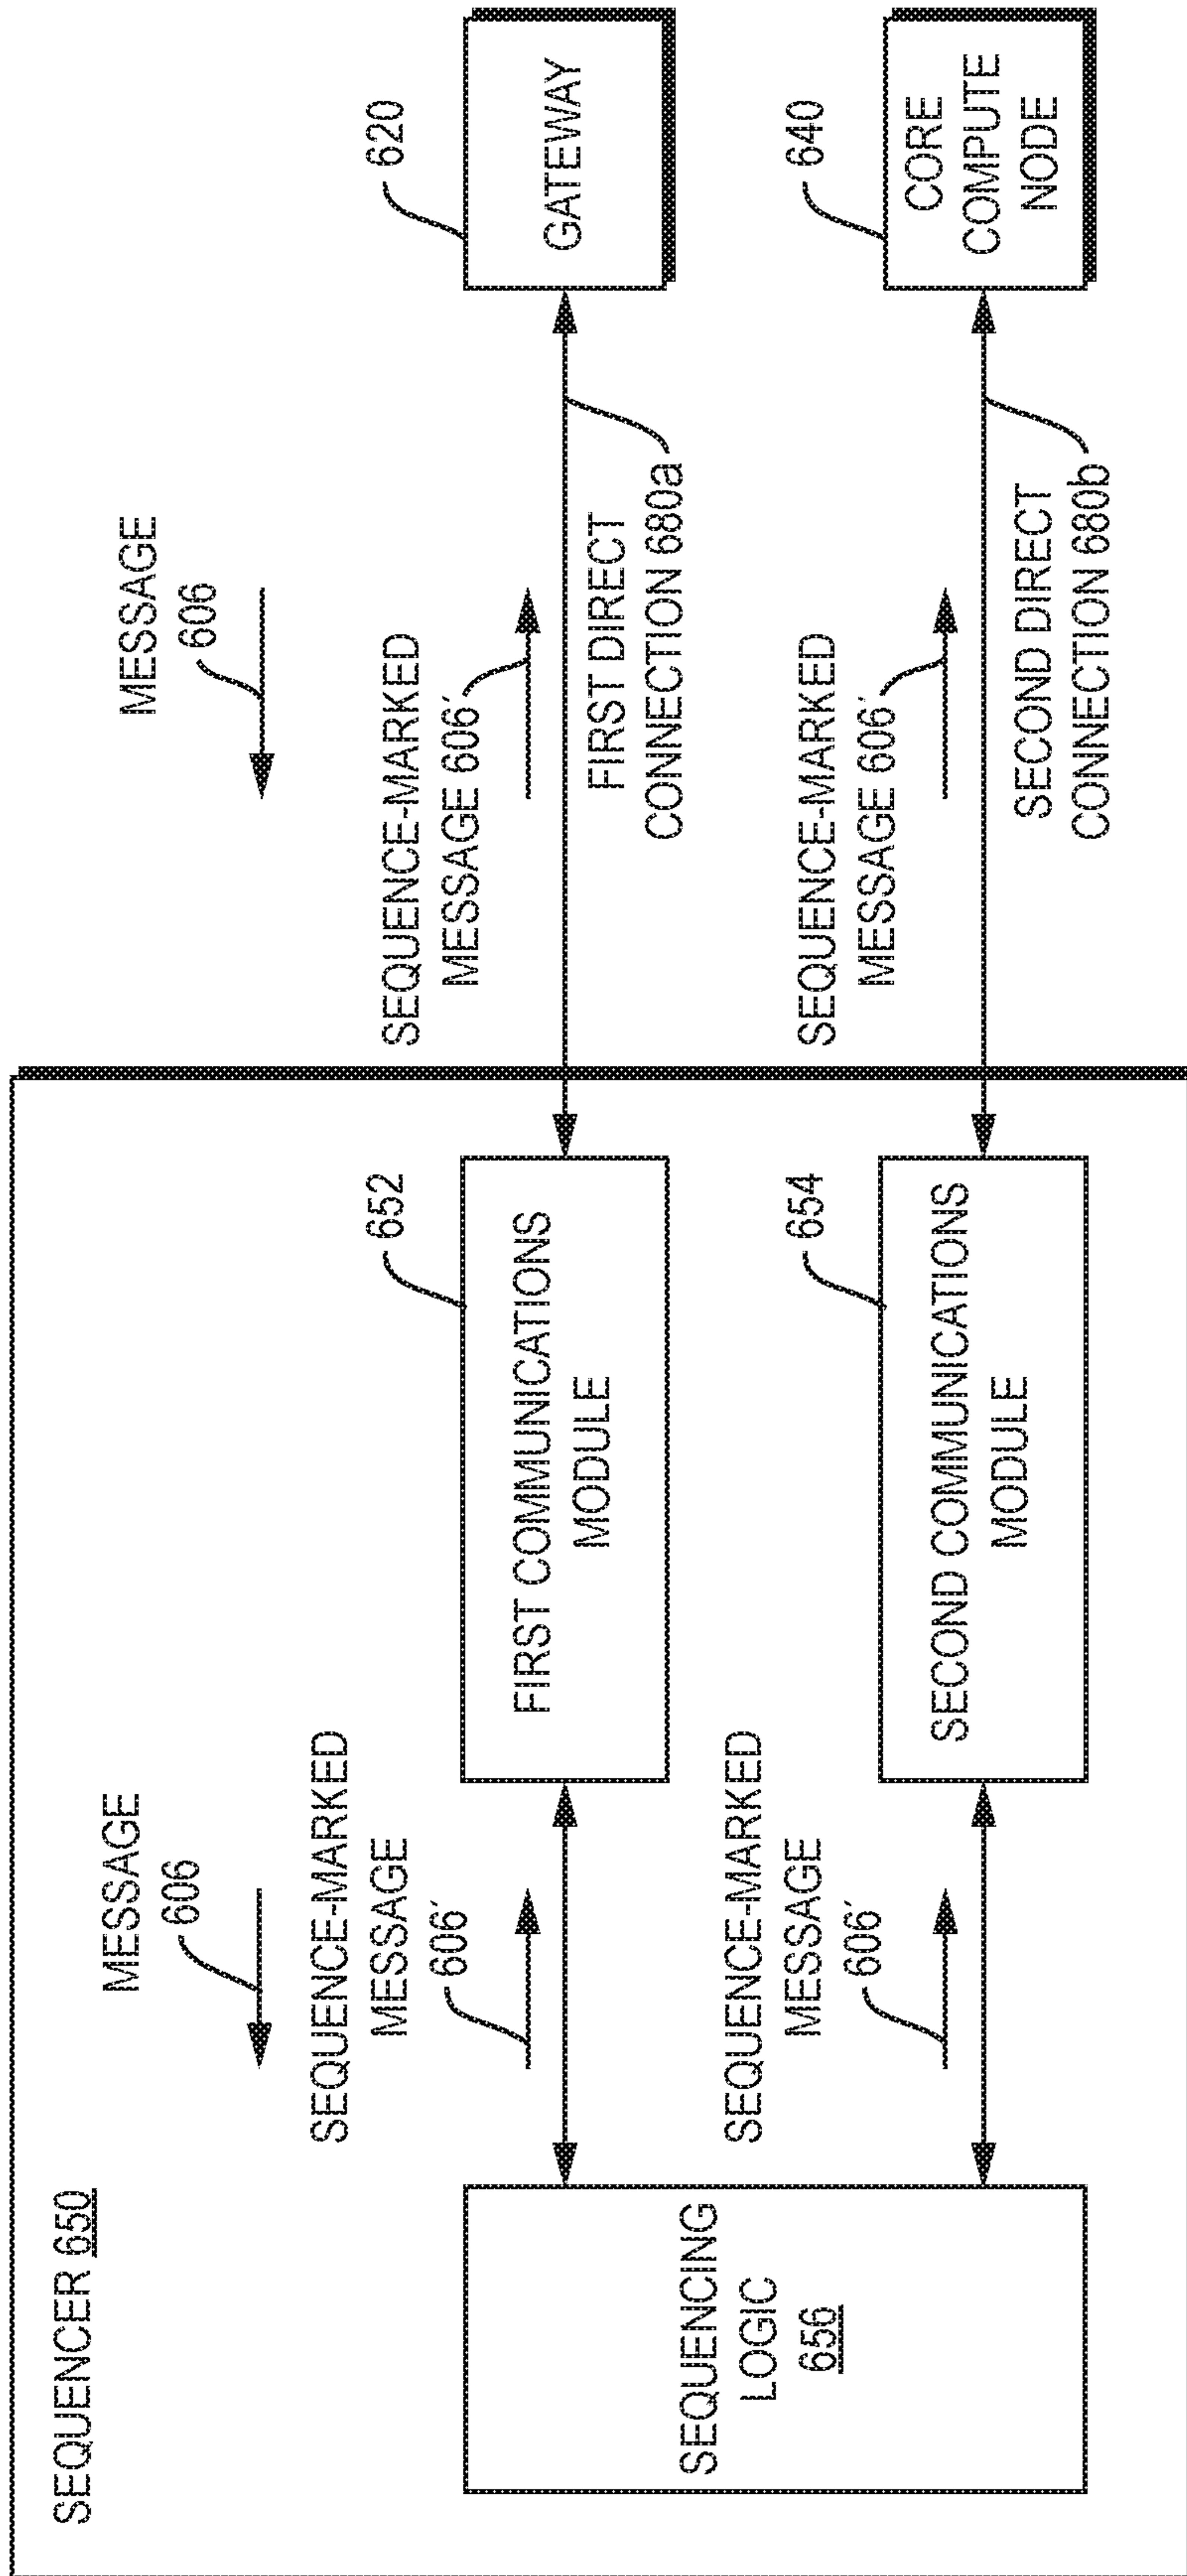 SEQUENCER 650
MESSAGE
606
MESSAGE
606
SEQUENCE-MARKED
MESSAGE
606′
SEQUENCE-MARKED
MESSAGE 606′
652
620
SEQUENCING
LOGIC
656
FIRST COMMUNICATIONS
MODULE
FIRST DIRECT
CONNECTION 680a
GATEWAY
SEQUENCE-MARKED
MESSAGE
606′
SEQUENCE-MARKED
MESSAGE 606′
654
640
SECOND COMMUNICATIONS
MODULE
SECOND DIRECT
CONNECTION 680b
CORE
COMPUTE
NODE